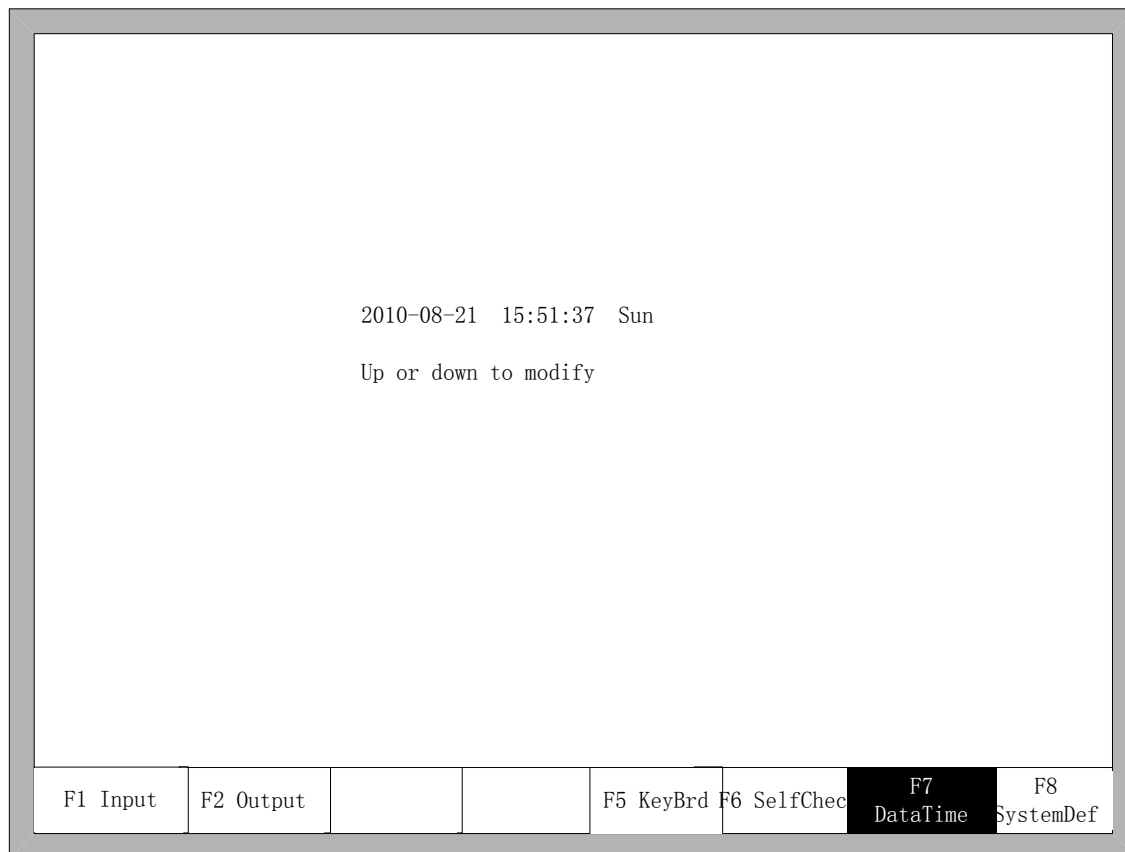 2010-08-21  15:51:37  Sun
Up or down to modify
F1 Input
F2 Output
F5 KeyBrd
F6 SelfChec
F7
DataTime
F8
SystemDef